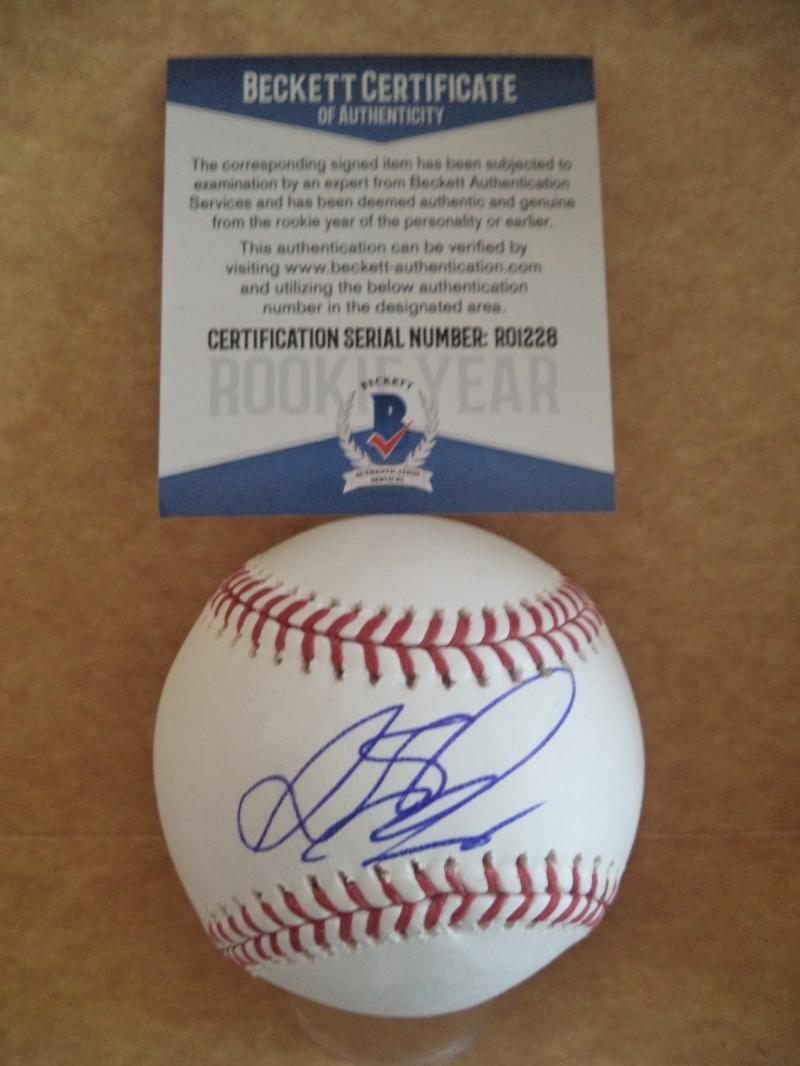 BECKETT CERTIFICATE
OF AUTHENTICITY
The corresponding signed item has been subjected to
examination by an expert from Beckett Authentication
Services and has been deemed authentic and genuine
from the rookie year of the personality or earlier.
This authentication can be verified by
visiting www.beckett-authentication.com
and utilizing the below authentication
number in the designated area.
CERTIFICATION SERIAL NUMBER: R01228
ROOKIE YEAR
BECKETT
B
AUTHENTICATION
SERVICES